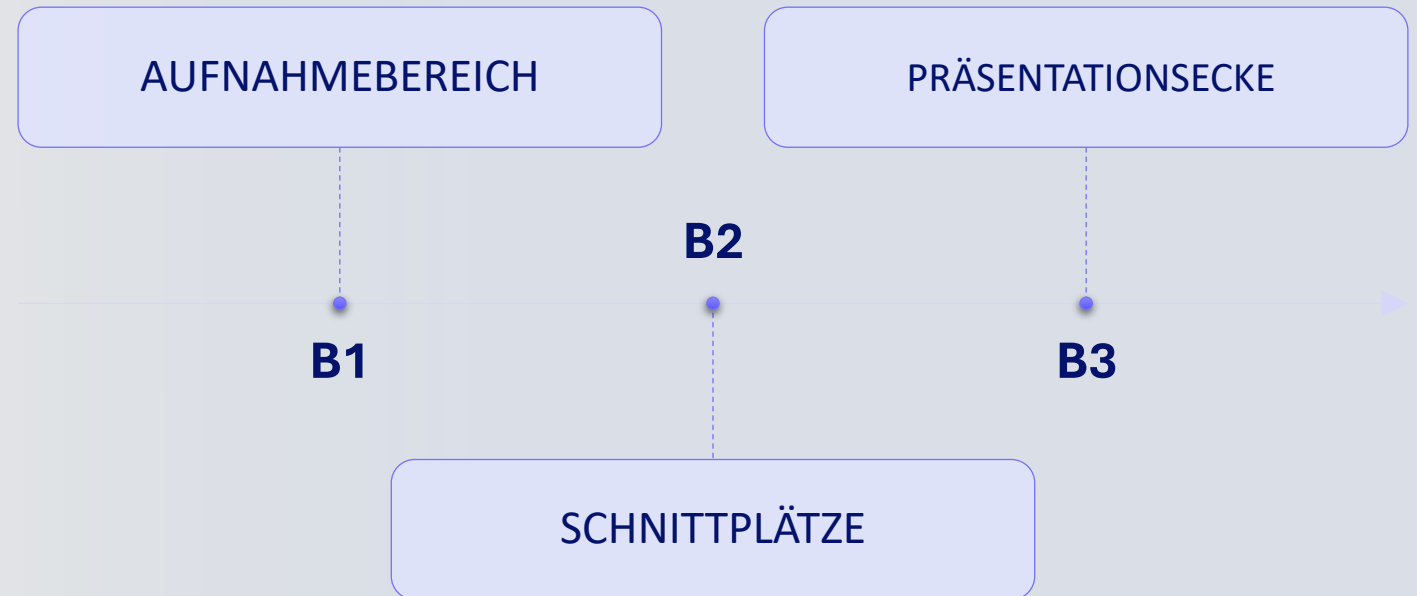 AUFNAHMEBEREICH
PRÄSENTATIONSECKE
B2
B1
B3
SCHNITTPLÄTZE